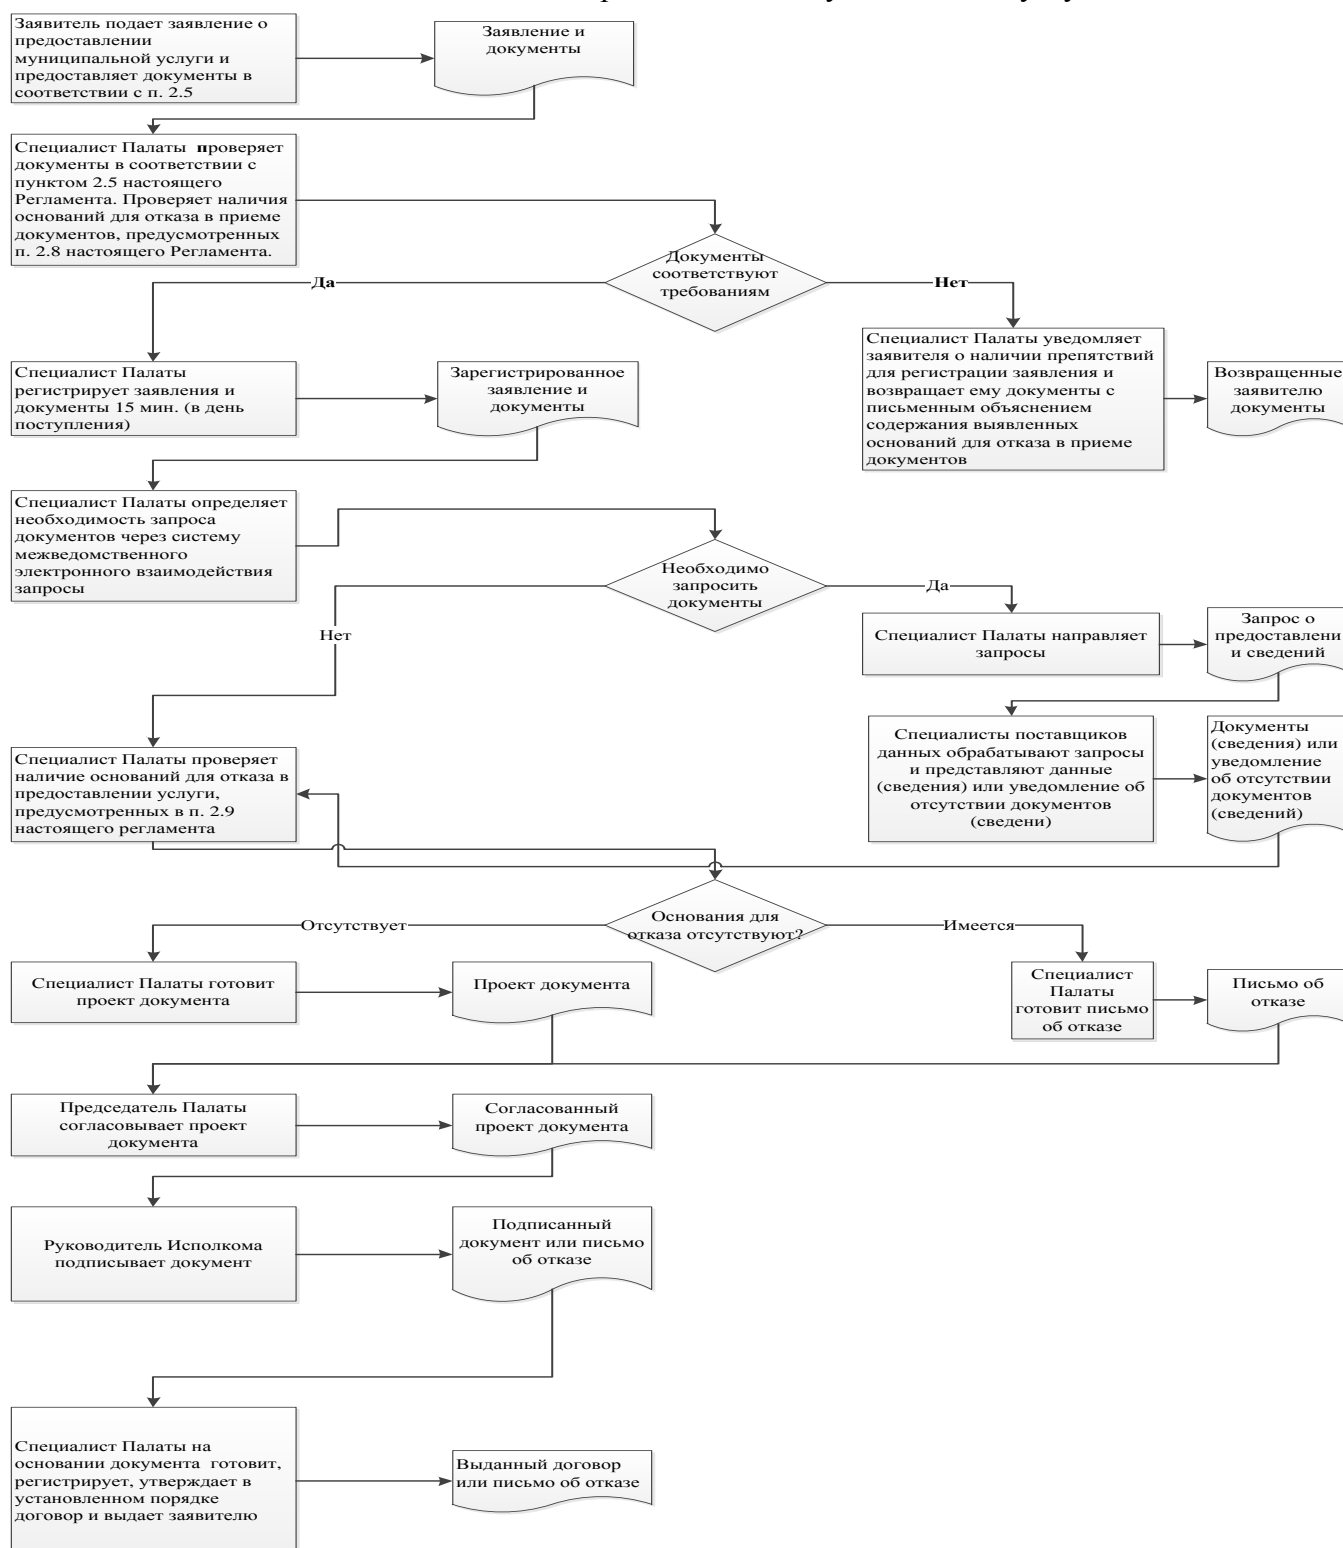 Заявитель подает заявление о
предоставлении
муниципальной услуги и
предоставляет документы в
соответствии с п. 2.5
Заявление и
документы
Специалист Палаты проверяет
документы в соответствии с
пунктом 2.5 настоящего
Регламента. Проверяет наличия
оснований для отказа в приеме
документов, предусмотренных
п. 2.8 настоящего Регламента.
Документы
соответствуют
требованиям
Да
Нет
Специалист Палаты
регистрирует заявления и
документы 15 мин. (в день
поступления)
Зарегистрированное
заявление и
документы
Специалист Палаты уведомляет
заявителя о наличии препятствий
для регистрации заявления и
возвращает ему документы с
письменным объяснением
содержания выявленных
оснований для отказа в приеме
документов
Возвращенные
заявителю
документы
Специалист Палаты определяет
необходимость запроса
документов через систему
межведомственного
электронного взаимодействия
запросы
Необходимо
запросить
документы
Да
Нет
Специалист Палаты направляет
запросы
Запрос о
предоставлени
и сведений
Специалисты поставщиков
данных обрабатывают запросы
и представляют данные
(сведения) или уведомление об
отсутствии документов
(сведени)
Документы
(сведения) или
уведомление
об отсутствии
документов
(сведений)
Специалист Палаты проверяет
наличие оснований для отказа в
предоставлении услуги,
предусмотренных в п. 2.9
настоящего регламента
Основания для
отказа отсутствуют?
Отсутствует
Имеется
Специалист Палаты готовит
проект документа
Проект документа
Специалист
Палаты
готовит письмо
об отказе
Письмо об
отказе
Председатель Палаты
согласовывает проект
документа
Согласованный
проект документа
Руководитель Исполкома
подписывает документ
Подписанный
документ или письмо
об отказе
Специалист Палаты на
основании документа готовит,
регистрирует, утверждает в
установленном порядке
договор и выдает заявителю
Выданный договор
или письмо об отказе